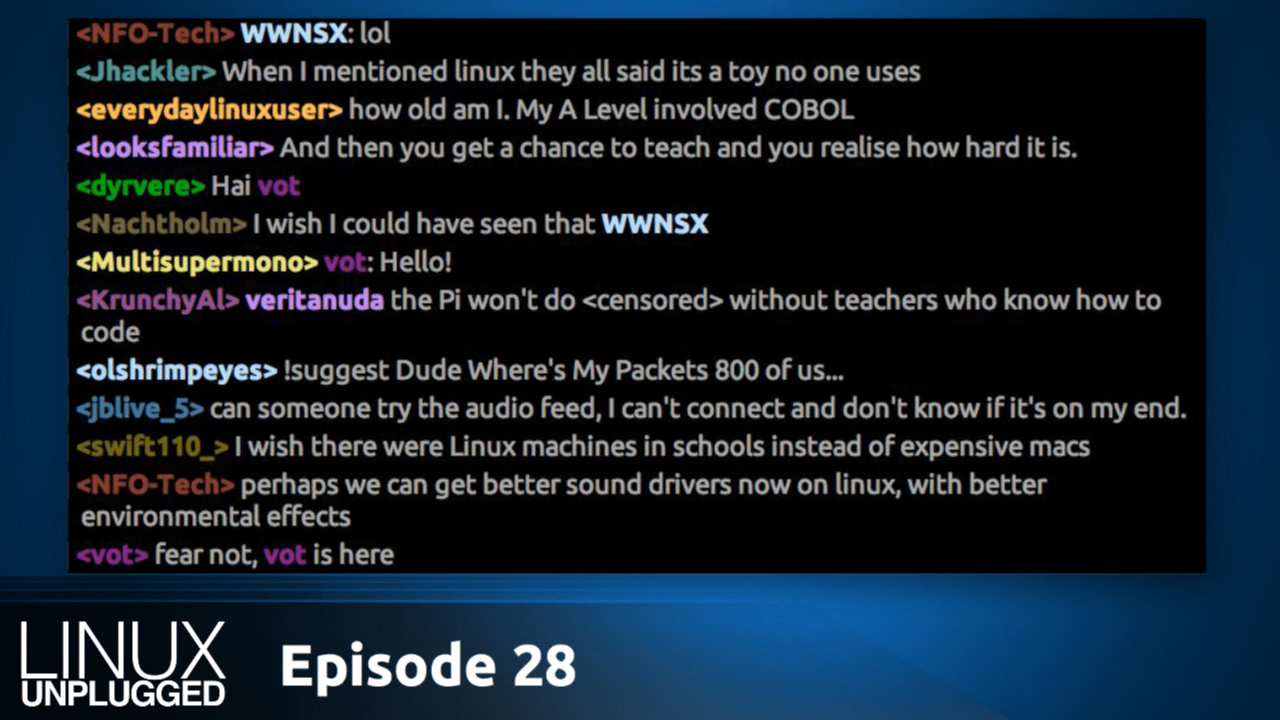 <NFO-Tech> WWNSX: lol
<Jhackler> When I mentioned linux they all said its a toy no one uses
<everydaylinuxuser> how old am I. My A Level involved COBOL
<looksfamiliar> And then you get a chance to teach and you realise how hard it is.
<dyrvere> Hai vot
<Nachtholm> I wish I could have seen that WWNSX
<Multisupermono> vot: Hello!
<KrunchyAl> veritanuda the Pi won't do <censored> without teachers who know how to
code
<olshrimpeyes> !suggest Dude Where's My Packets 800 of us...
<jblive_5> can someone try the audio feed, I can't connect and don't know if it's on my end.
<swift110_> I wish there were Linux machines in schools instead of expensive macs
<NFO-Tech> perhaps we can get better sound drivers now on linux, with better
environmental effects
<vot> fear not, vot is here
LINUX
UNPLUGGED
Episode 28